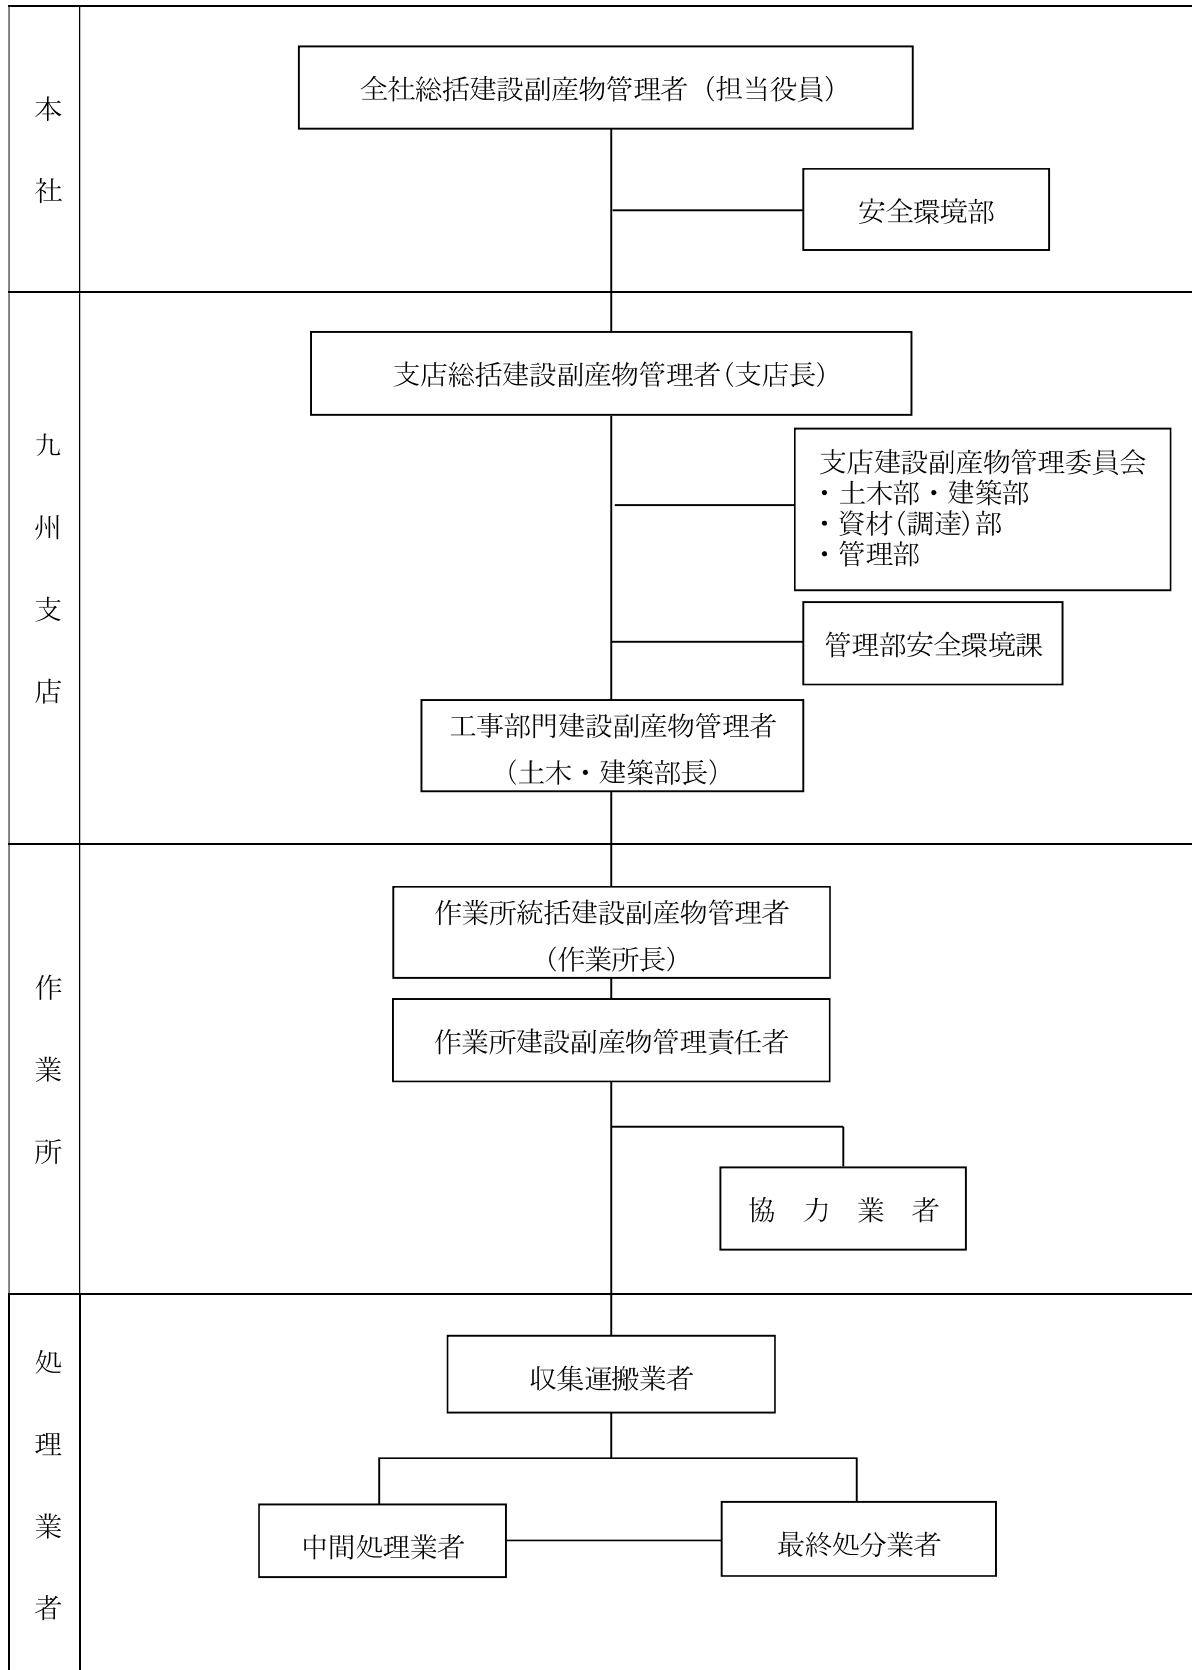 本社
全社総括建設副産物管理者（担当役員）
安全環境部
九州支店
支店総括建設副産物管理者(支店長)
支店建設副産物管理委員会
・土木部・建築部
・資材(調達)部
・管理部
管理部安全環境課
工事部門建設副産物管理者
(土木・建築部長)
作業所
作業所統括建設副産物管理者
(作業所長)
作業所建設副産物管理責任者
協　力　業　者
処理業者
収集運搬業者
中間処理業者
最終処分業者